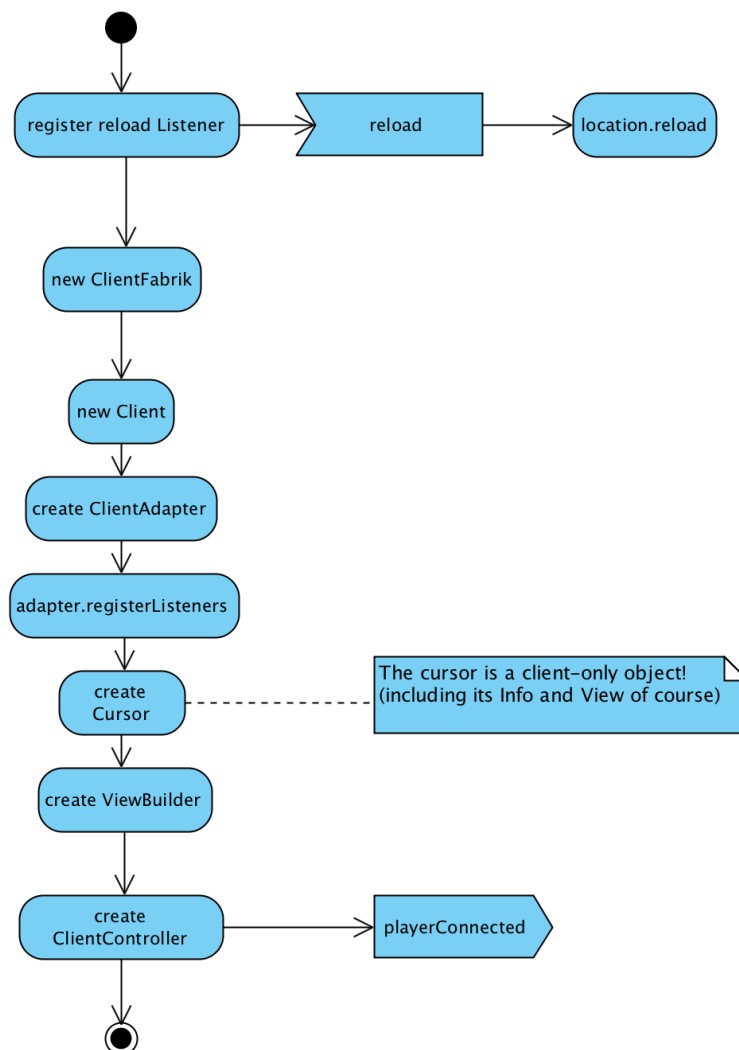 register reload Listener
reload
location.reload
new ClientFabrik
new Client
create ClientAdapter
adapter.registerListeners
create
Cursor
The cursor is a client-only object!
(including its Info and View of course)
create ViewBuilder
create
ClientController
playerConnected